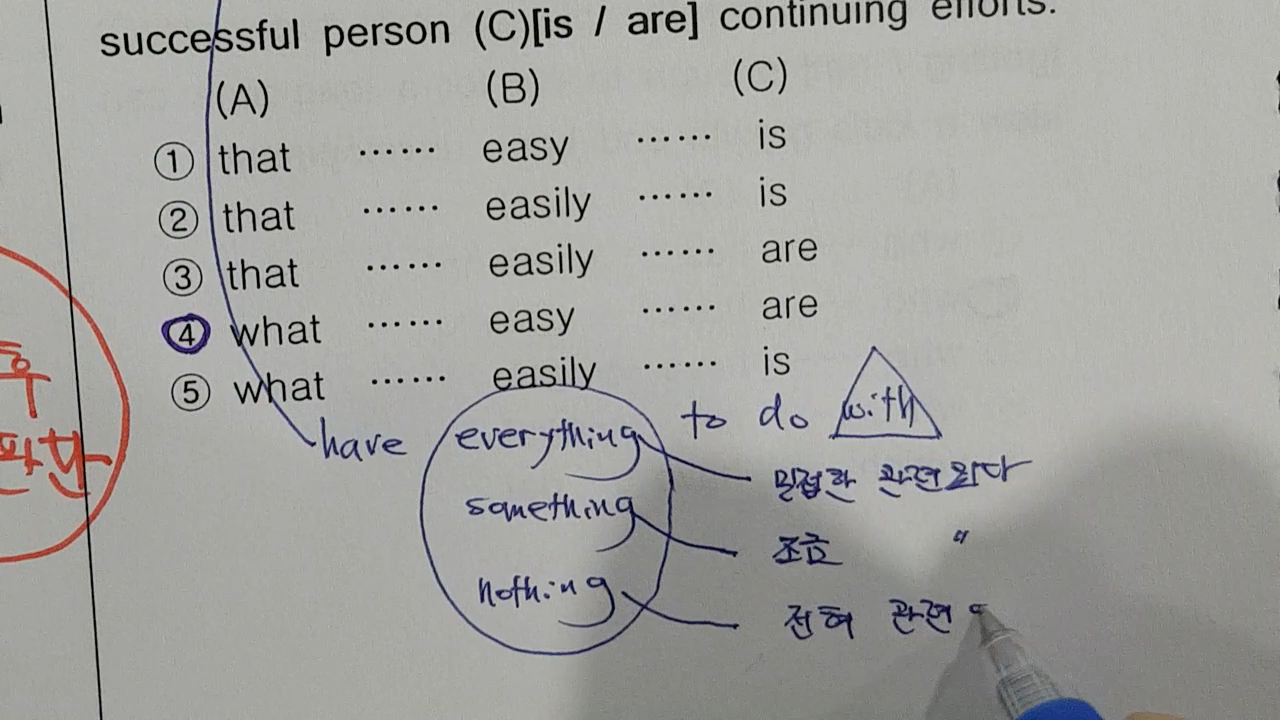 successful person (C)[is / are] continuing efforts.
(A) (B) (C)
① that …… easy …… is
② that …… easily …… is
③ that …… easily …… are
④ what …… easy …… are
⑤ what …… easily …… is
have everything to do with
밀접한 관련되다
something
조금 "
nothing
전혀 관련